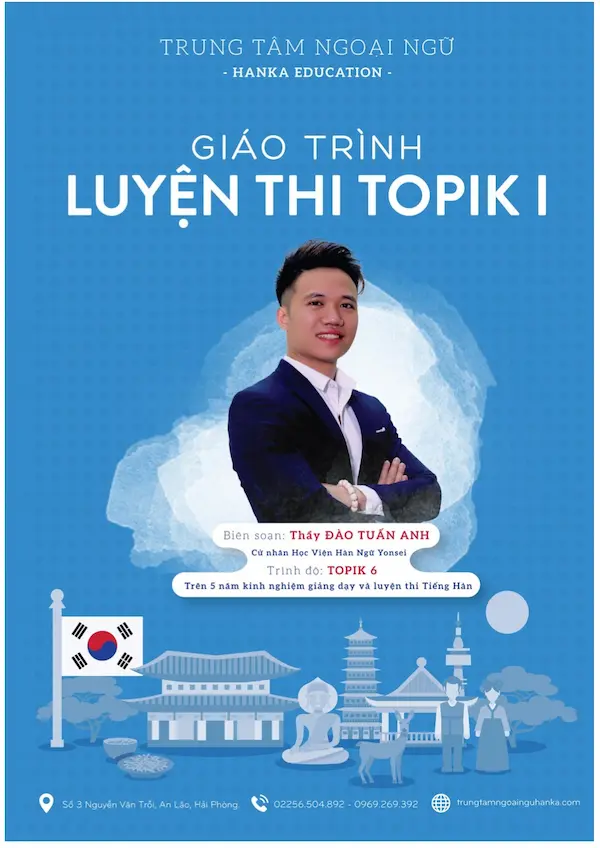 TRUNG TÂM NGOẠI NGỮ
- HANKA EDUCATION -
GIÁO TRÌNH
LUYỆN THI TOPIK I
Biên soạn: Thầy ĐÀO TUẤN ANH
Cử nhân Học Viện Hàn Ngữ Yonsei
Trình độ: TOPIK 6
Trên 5 năm kinh nghiệm giảng dạy và luyện thi Tiếng Hàn
Số 3 Nguyễn Văn Trỗi, An Lão, Hải Phòng. 02256.504.892 - 0969.269.392 trungtamngoainguhanka.com